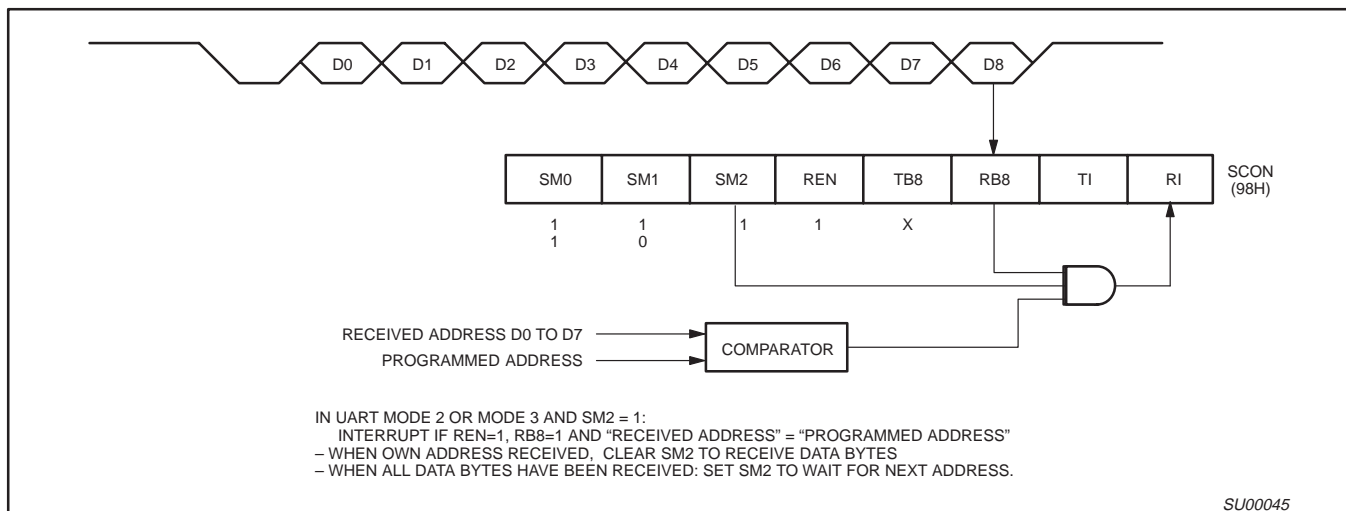 D0 D1 D2 D3 D4 D5 D6 D7 D8
SM0 SM1 SM2 REN TB8 RB8 TI RI
SCON
(98H)
1 1 1 1 X
1 0
RECEIVED ADDRESS D0 TO D7
PROGRAMMED ADDRESS
COMPARATOR
IN UART MODE 2 OR MODE 3 AND SM2 = 1:
INTERRUPT IF REN=1, RB8=1 AND “RECEIVED ADDRESS” = “PROGRAMMED ADDRESS”
– WHEN OWN ADDRESS RECEIVED, CLEAR SM2 TO RECEIVE DATA BYTES
– WHEN ALL DATA BYTES HAVE BEEN RECEIVED: SET SM2 TO WAIT FOR NEXT ADDRESS.
SU00045